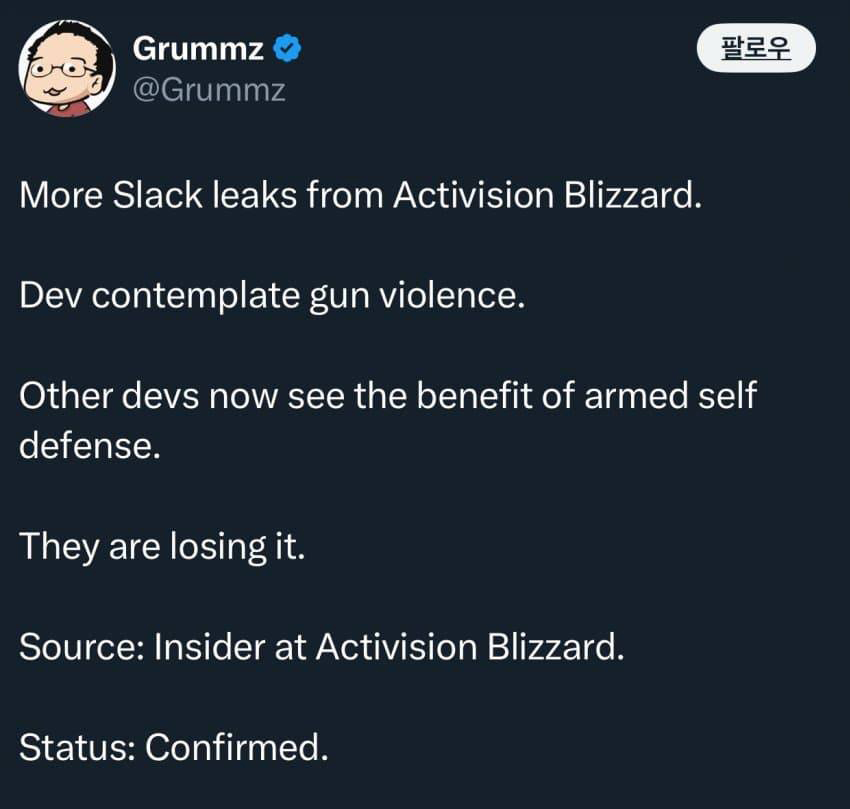 Grummz
@Grummz
팔로우
More Slack leaks from Activision Blizzard.
Dev contemplate gun violence.
Other devs now see the benefit of armed self
defense.
They are losing it.
Source: Insider at Activision Blizzard.
Status: Confirmed.